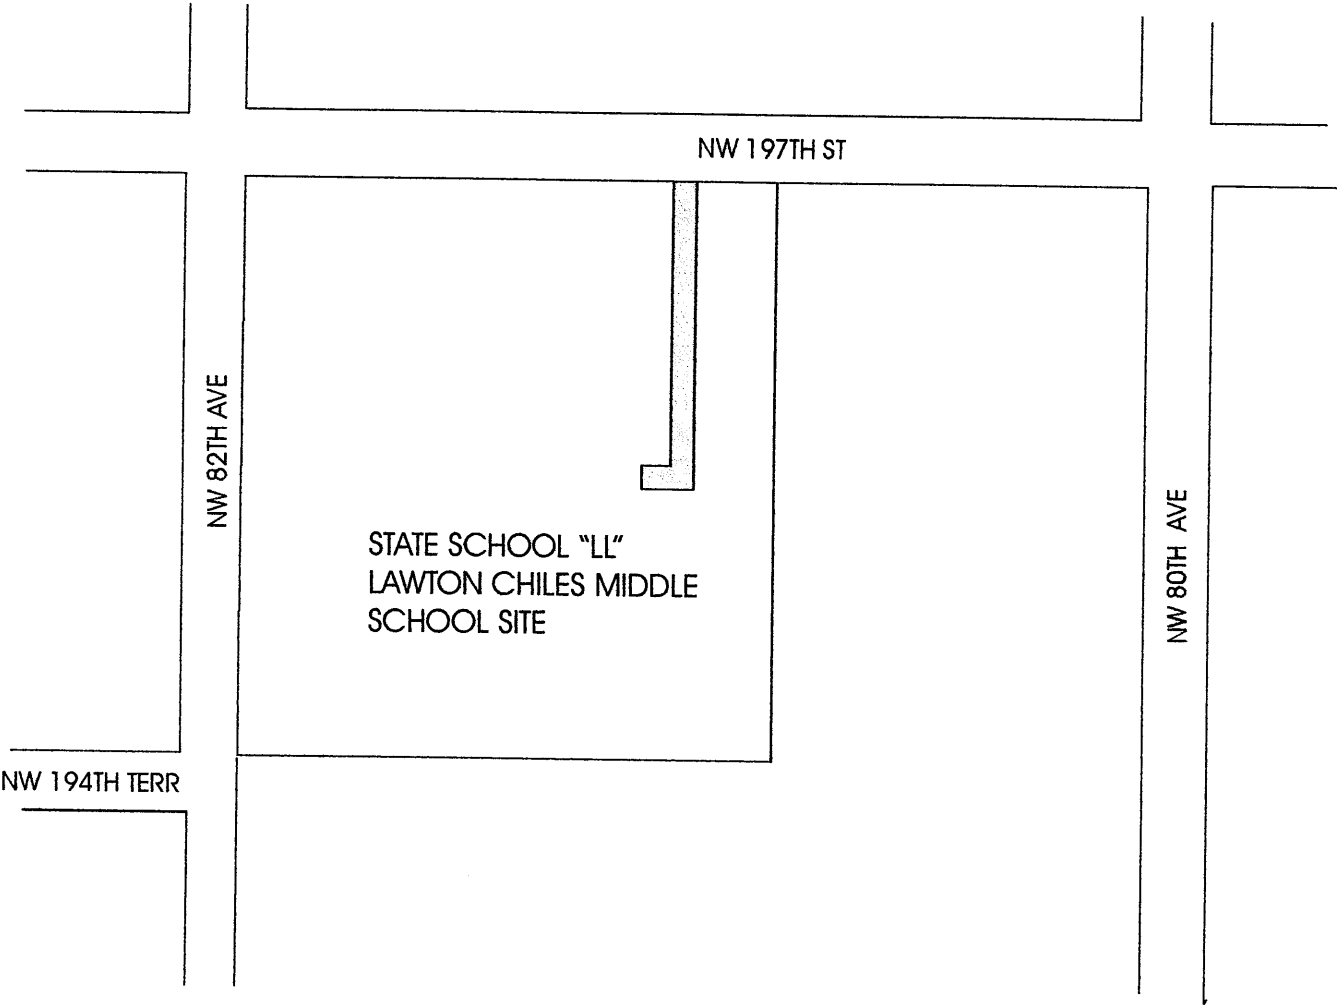 NW 197TH ST
NW 82TH AVE
NW 80TH AVE
STATE SCHOOL “LL”
LAWTON CHILES MIDDLE
SCHOOL SITE
NW 194TH TERR